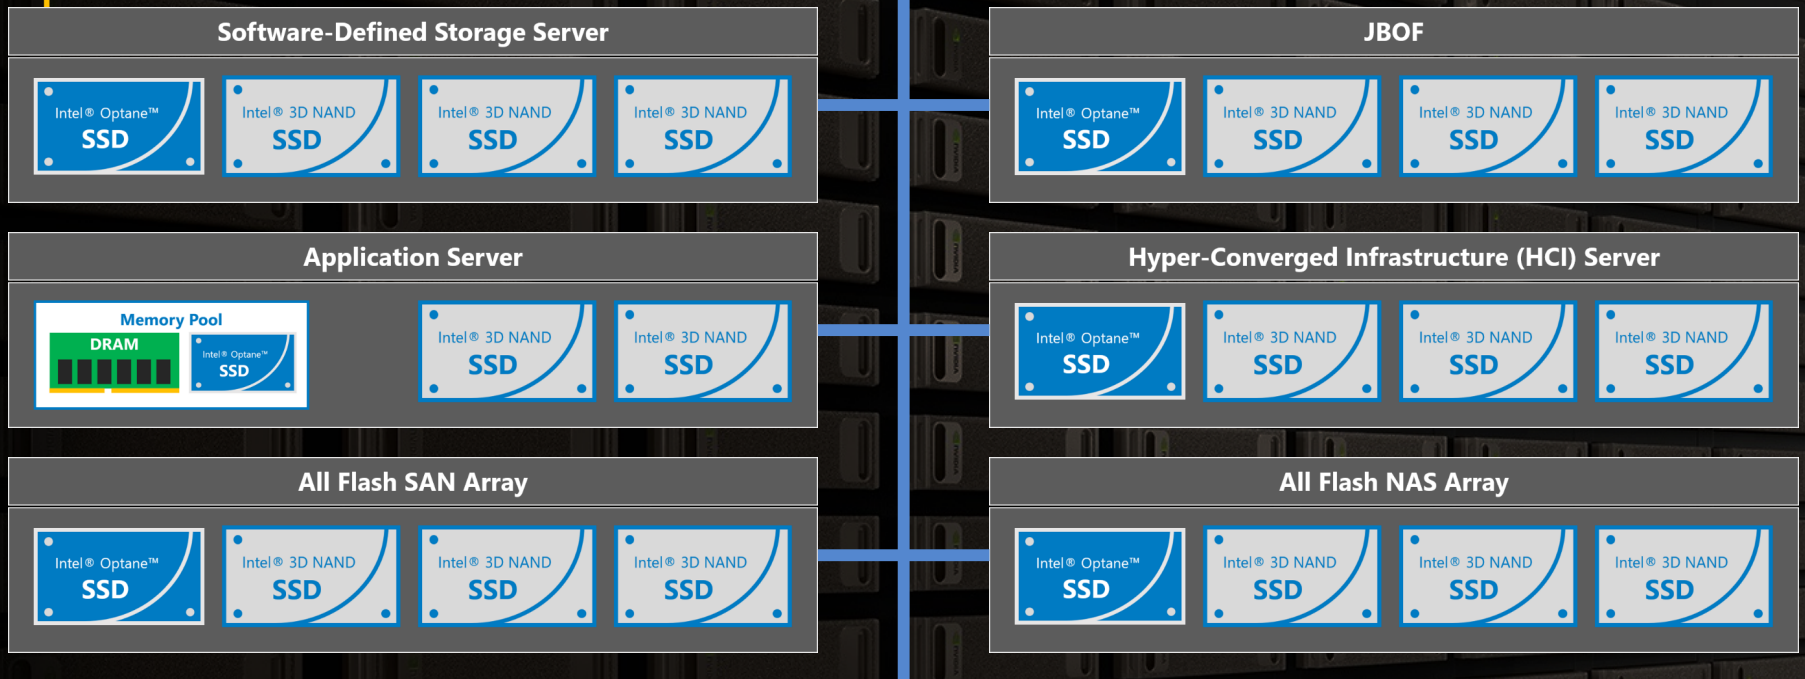 Software-Defined Storage Server
Intel® Optane™
SSD
Intel® 3D NAND
SSD
Intel® 3D NAND
SSD
Intel® 3D NAND
SSD
JBOF
Intel® Optane™
SSD
Intel® 3D NAND
SSD
Intel® 3D NAND
SSD
Intel® 3D NAND
SSD
Application Server
Memory Pool
DRAM
Intel® Optane™
SSD
Intel® 3D NAND
SSD
Intel® 3D NAND
SSD
Hyper-Converged Infrastructure (HCI) Server
Intel® Optane™
SSD
Intel® 3D NAND
SSD
Intel® 3D NAND
SSD
Intel® 3D NAND
SSD
All Flash SAN Array
Intel® Optane™
SSD
Intel® 3D NAND
SSD
Intel® 3D NAND
SSD
Intel® 3D NAND
SSD
All Flash NAS Array
Intel® Optane™
SSD
Intel® 3D NAND
SSD
Intel® 3D NAND
SSD
Intel® 3D NAND
SSD